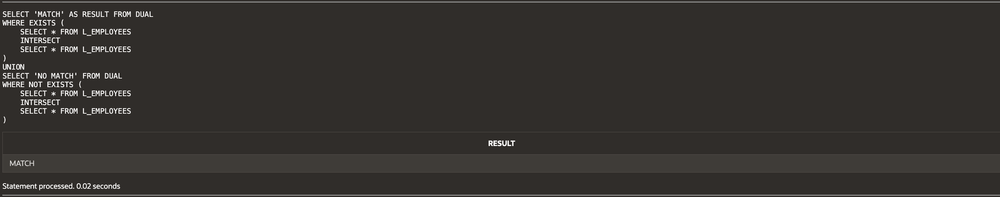 SELECT 'MATCH' AS RESULT FROM DUAL
WHERE EXISTS (
    SELECT * FROM L_EMPLOYEES
    INTERSECT
    SELECT * FROM L_EMPLOYEES
)
UNION
SELECT 'NO MATCH' FROM DUAL
WHERE NOT EXISTS (
    SELECT * FROM L_EMPLOYEES
    INTERSECT
    SELECT * FROM L_EMPLOYEES
)
RESULT
MATCH
Statement processed. 0.02 seconds